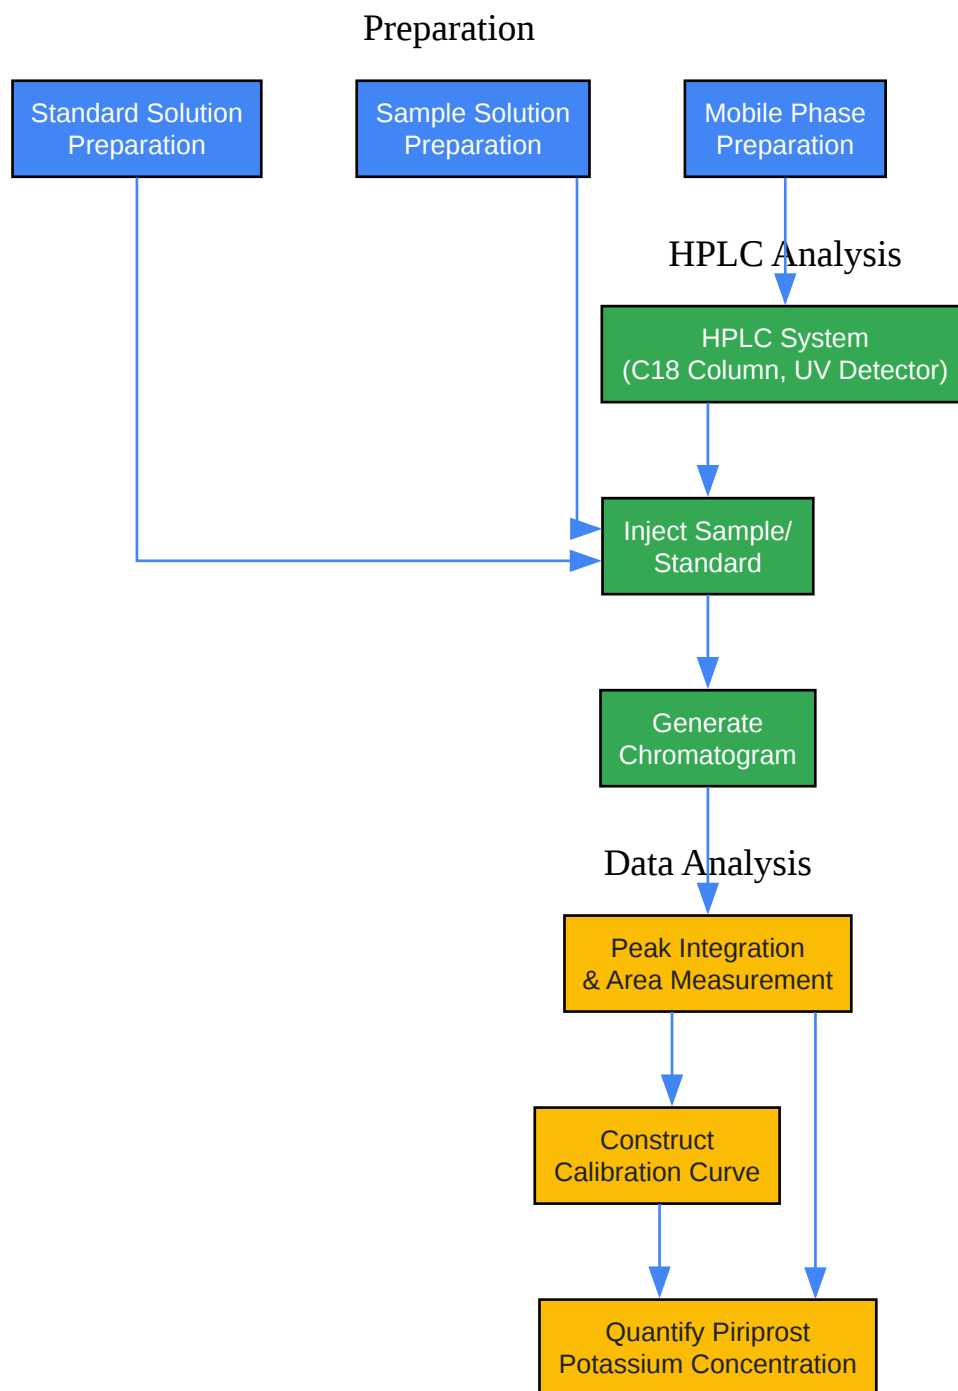 Preparation
Standard Solution
Preparation
Sample Solution
Preparation
Mobile Phase
Preparation
HPLC Analysis
HPLC System
(C18 Column, UV Detector)
Inject Sample/
Standard
Generate
Chromatogram
Data Analysis
Peak Integration
& Area Measurement
Construct
Calibration Curve
Quantify Piriprost
Potassium Concentration